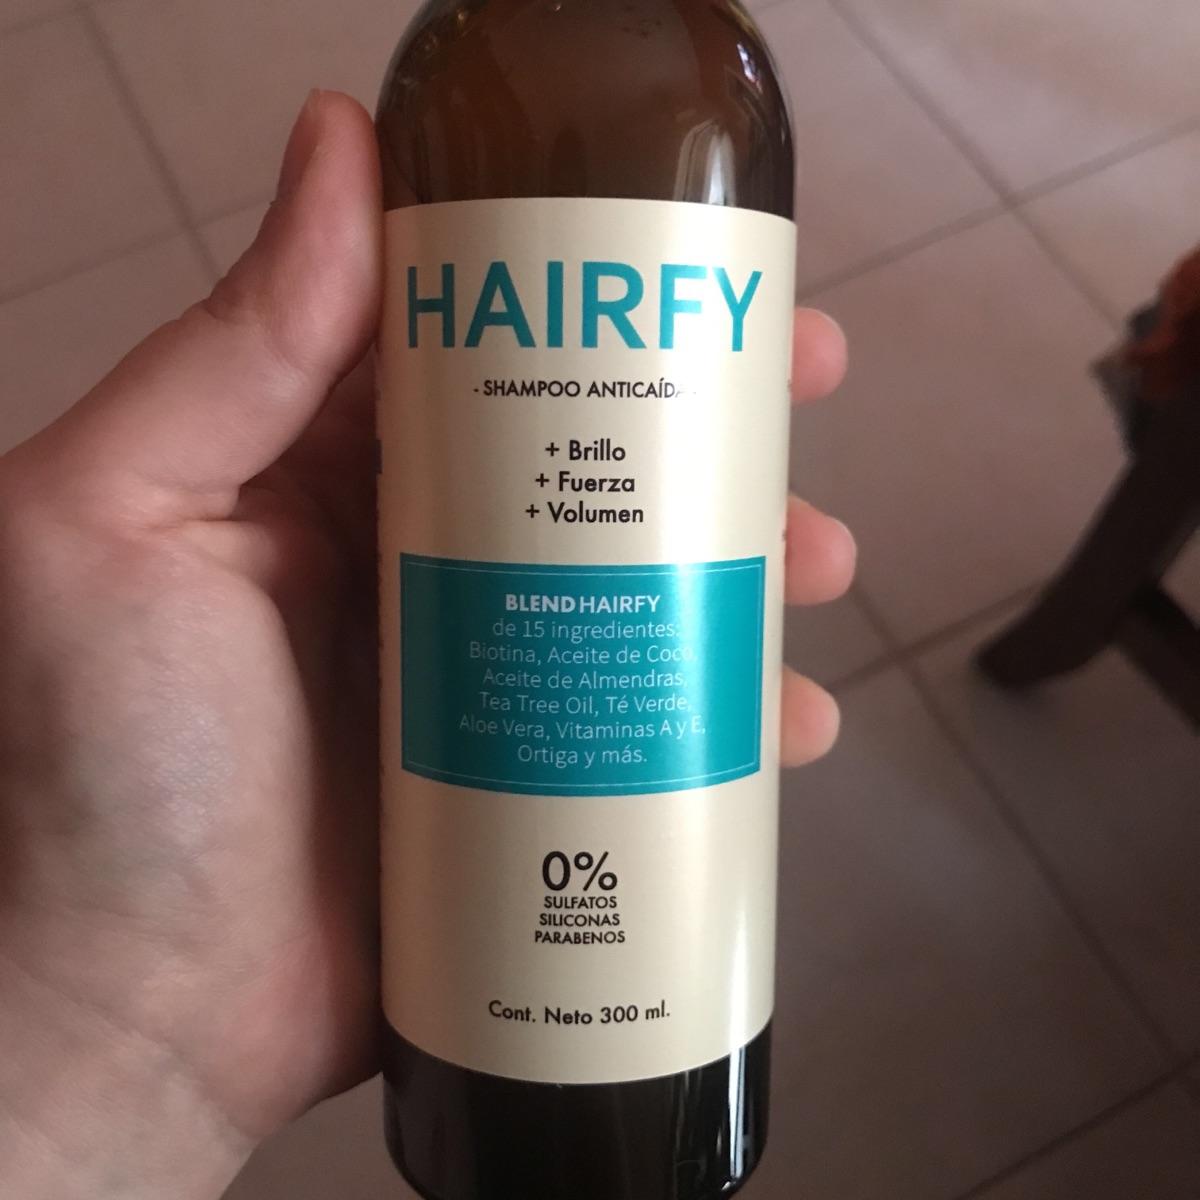 HAIRFY
- SHAMPOO ANTICAÍDA -
+ Brillo
+ Fuerza
+ Volumen
BLEND HAIRFY
de 15 ingredientes:
Biotina, Aceite de Coco,
Aceite de Almendras,
Tea Tree Oil, Té Verde,
Aloe Vera, Vitaminas A y E,
Ortiga y más.
0%
SULFATOS
SILICONAS
PARABENOS
Cont. Neto 300 ml.